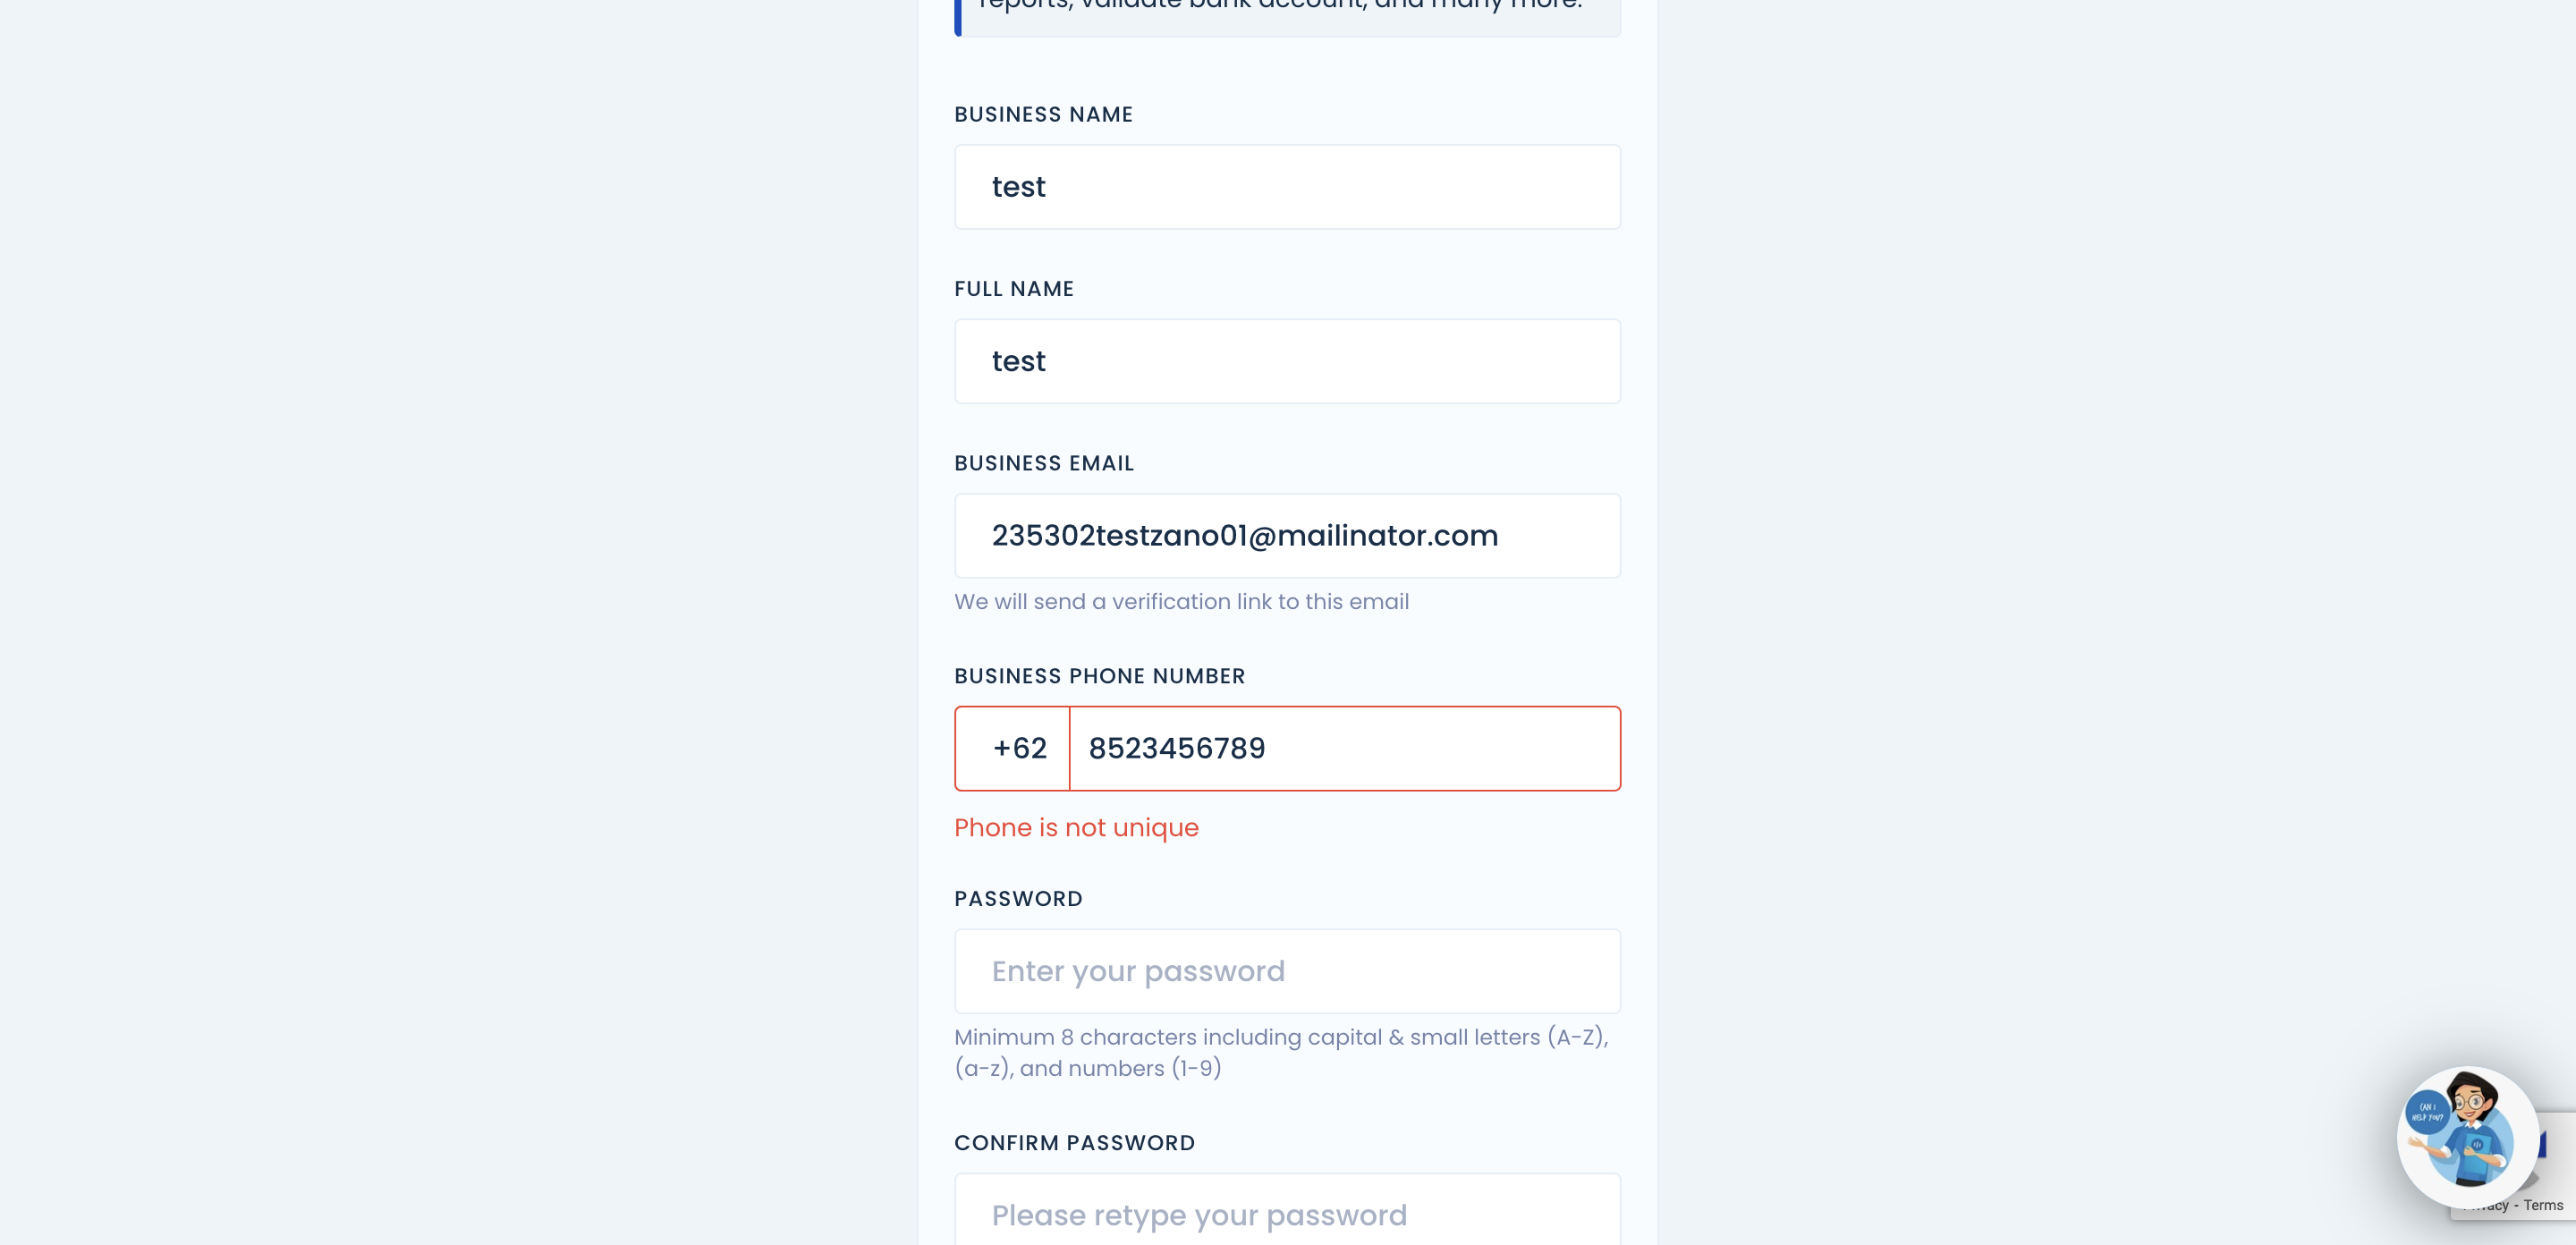 reports, validate bank account, and many more.
BUSINESS NAME
test
FULL NAME
test
BUSINESS EMAIL
235302testzano01@mailinator.com
We will send a verification link to this email
BUSINESS PHONE NUMBER
+62 8523456789
Phone is not unique
PASSWORD
Enter your password
Minimum 8 characters including capital & small letters (A-Z),
(a-z), and numbers (1-9)
CONFIRM PASSWORD
Please retype your password
CAN I
HELP YOU?
- Terms